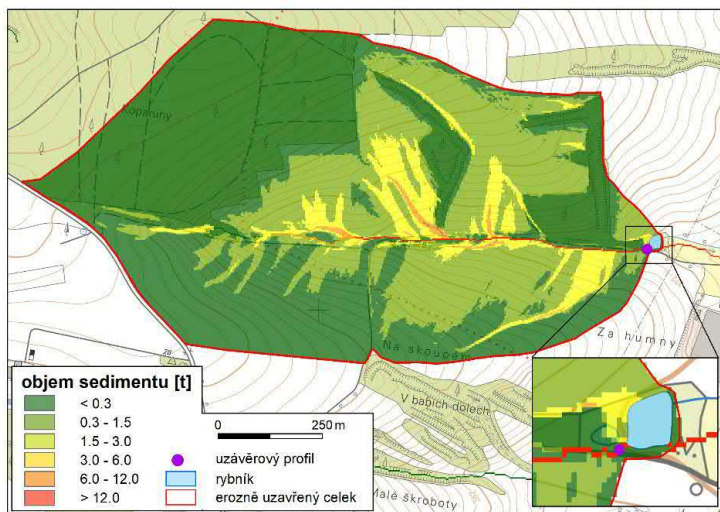 Kopaniny
Na skoupém
Za humny
V babích dolech
Malé škroboty
objem sedimentu [t]
< 0.3
0.3 - 1.5
1.5 - 3.0
3.0 - 6.0
6.0 - 12.0
> 12.0
0 250 m
uzávěrový profil
rybník
erozně uzavřený celek